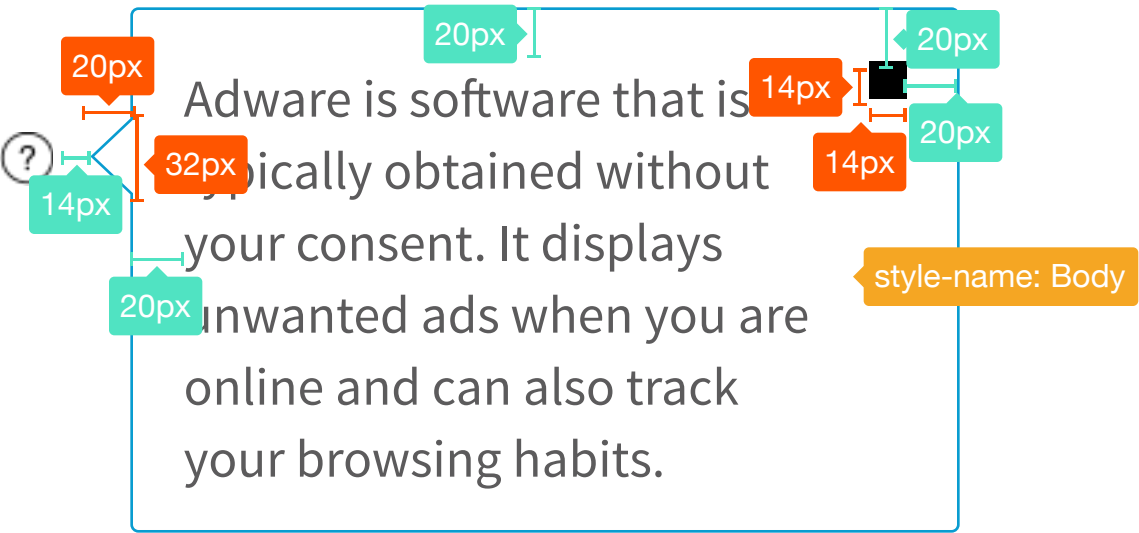 20px
20px
20px
14px
Adware is software that is
20px
14px
?
32px
typically obtained without
14px
your consent. It displays
style-name: Body
20px
unwanted ads when you are
online and can also track
your browsing habits.